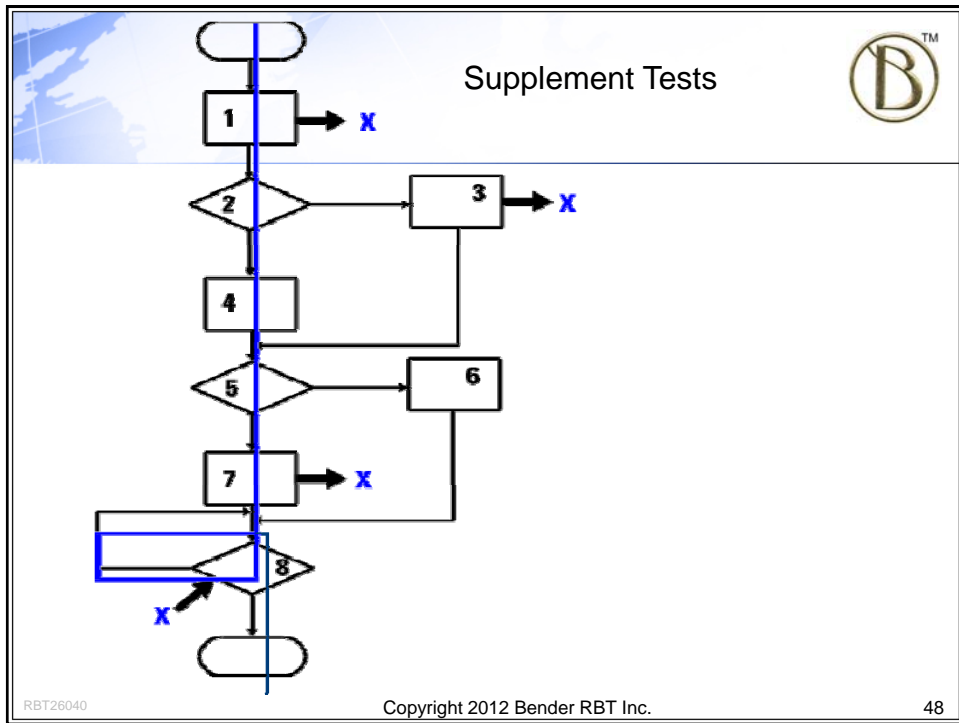 Supplement Tests
B
TM
1
X
2
3
X
4
5
6
7
X
8
X
RBT26040
Copyright 2012 Bender RBT Inc.
48